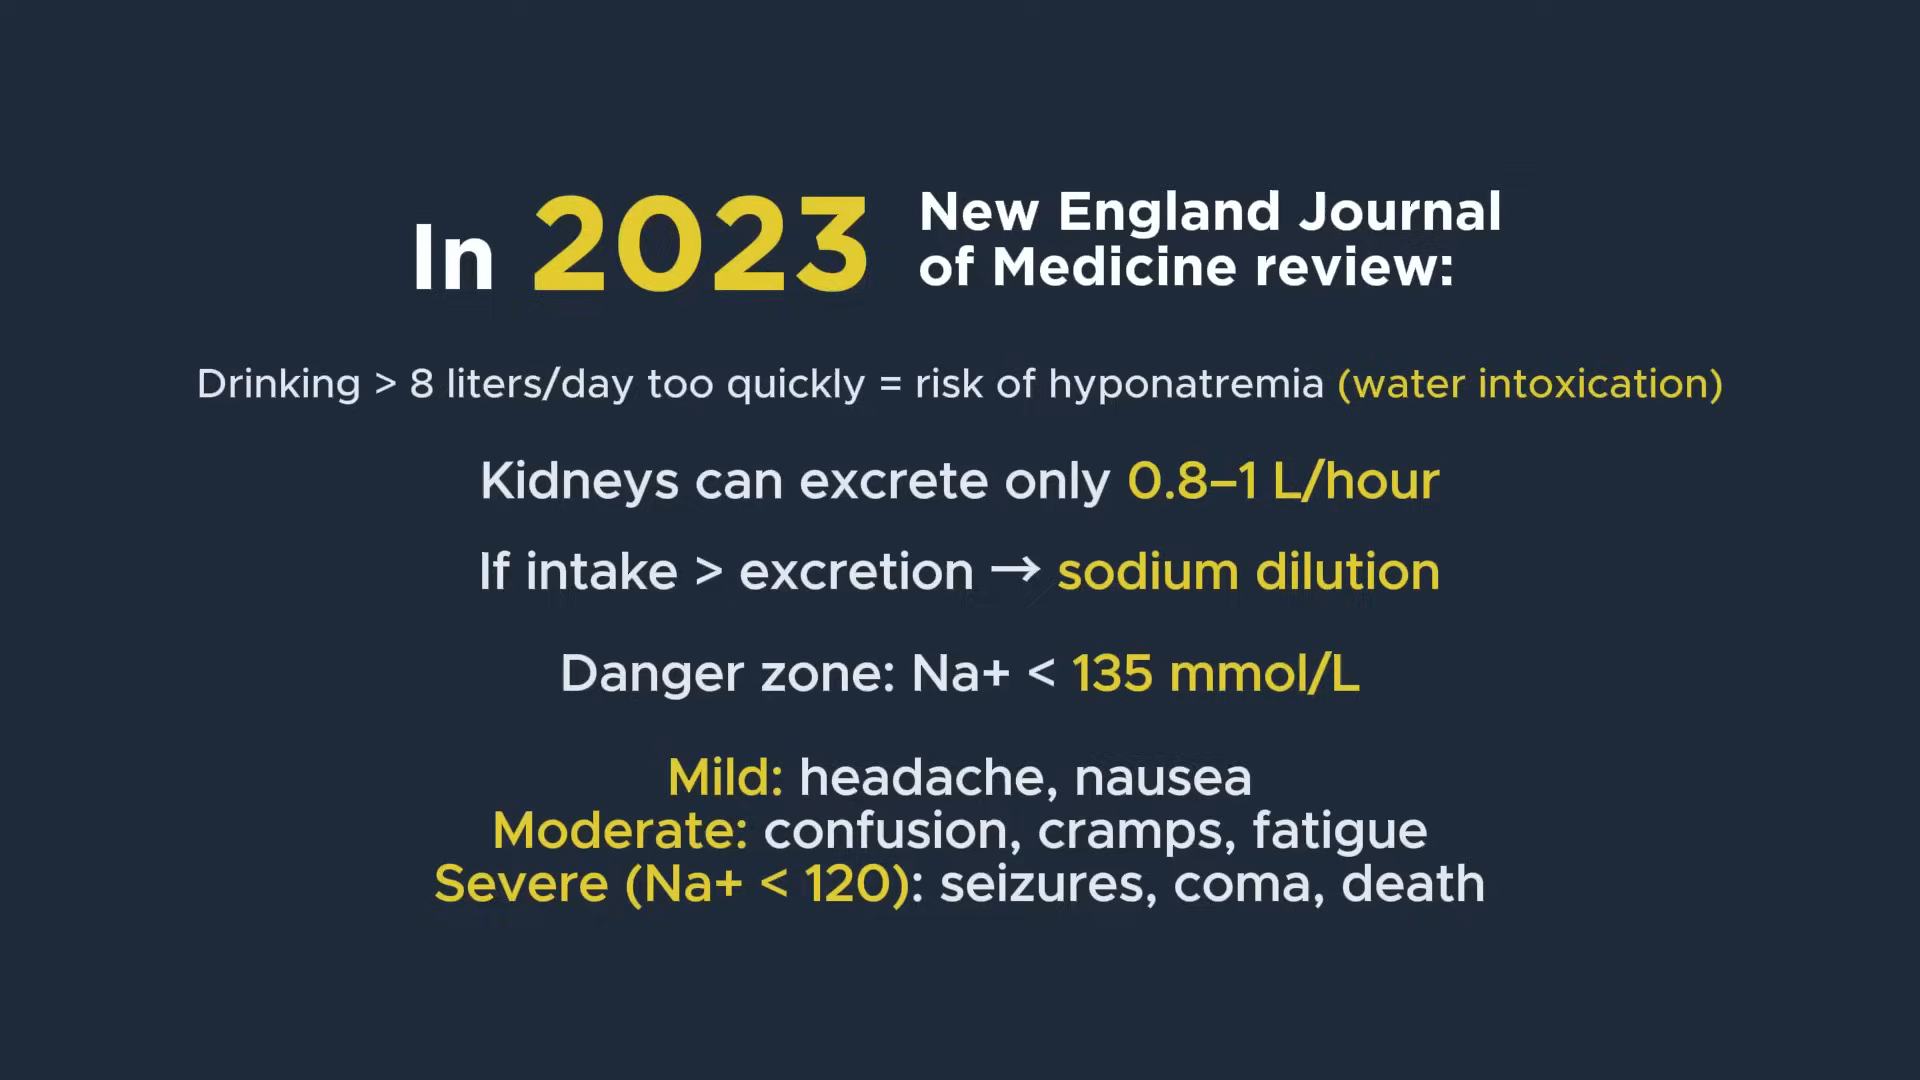 In 2023 New England Journal
of Medicine review:
Drinking > 8 liters/day too quickly = risk of hyponatremia (water intoxication)
Kidneys can excrete only 0.8–1 L/hour
If intake > excretion → sodium dilution
Danger zone: Na+ < 135 mmol/L
Mild: headache, nausea
Moderate: confusion, cramps, fatigue
Severe (Na+ < 120): seizures, coma, death